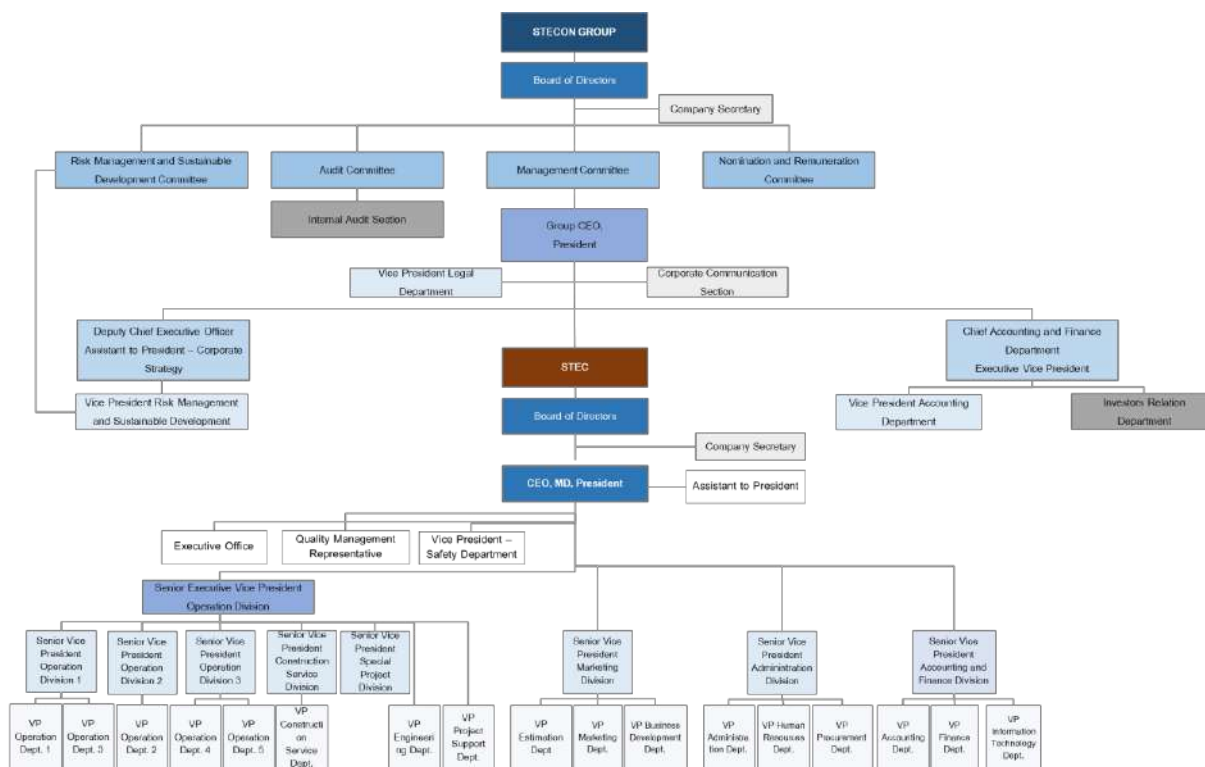 STECON GROUP
Board of Directors
Company Secretary
Risk Management and Sustainable
Development Committee
Audit Committee
Management Committee
Nomination and Remuneration
Committee
Internal Audit Section
Group CEO,
President
Vice President Legal
Department
Corporate Communication
Section
Deputy Chief Executive Officer
Assistant to President – Corporate
Strategy
Chief Accounting and Finance
Department
Executive Vice President
STEC
Vice President Risk Management
and Sustainable Development
Vice President Accounting
Department
Investors Relation
Department
Board of Directors
Company Secretary
CEO, MD, President
Assistant to President
Executive Office
Quality Management
Representative
Vice President –
Safety Department
Senior Executive Vice President
Operation Division
Senior Vice
President
Operation
Division 1
Senior Vice
President
Operation
Division 2
Senior Vice
President
Operation
Division 3
Senior Vice
President
Construction
Service
Division
Senior Vice
President
Special
Project Division
Senior Vice
President
Marketing
Division
Senior Vice
President
Administration
Division
Senior Vice
President
Accounting and
Finance Division
VP
Operation
Dept. 1
VP
Operation
Dept. 3
VP
Operation
Dept. 2
VP
Operation
Dept. 4
VP
Operation
Dept. 5
VP
Constructi
on
Service
Dept.
VP
Engineeri
ng Dept.
VP
Project
Support
Dept.
VP
Estimation
Dept
VP
Marketing
Dept.
VP Business
Development
Dept.
VP
Administra
tion Dept.
VP Human
Resources
Dept.
VP
Procurement
Dept.
VP
Accounting
Dept.
VP
Finance
Dept.
VP
Information
Technology
Dept.